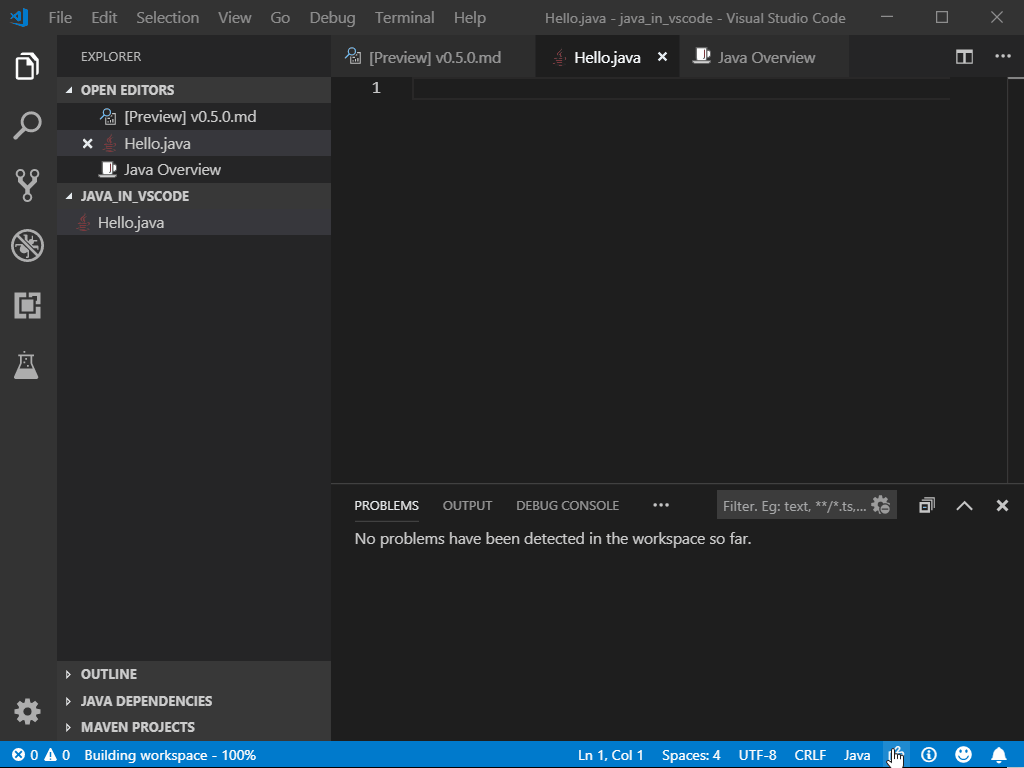 File Edit Selection View Go Debug Terminal Help Hello.java - java_in_vscode - Visual Studio Code
EXPLORER
[Preview] v0.5.0.md Hello.java Java Overview
OPEN EDITORS
[Preview] v0.5.0.md
Hello.java
Java Overview
JAVA_IN_VSCODE
Hello.java
1
PROBLEMS OUTPUT DEBUG CONSOLE ••• Filter. Eg: text, **/*.ts,...
No problems have been detected in the workspace so far.
OUTLINE
JAVA DEPENDENCIES
MAVEN PROJECTS
0 0 Building workspace - 100% Ln 1, Col 1 Spaces: 4 UTF-8 CRLF Java